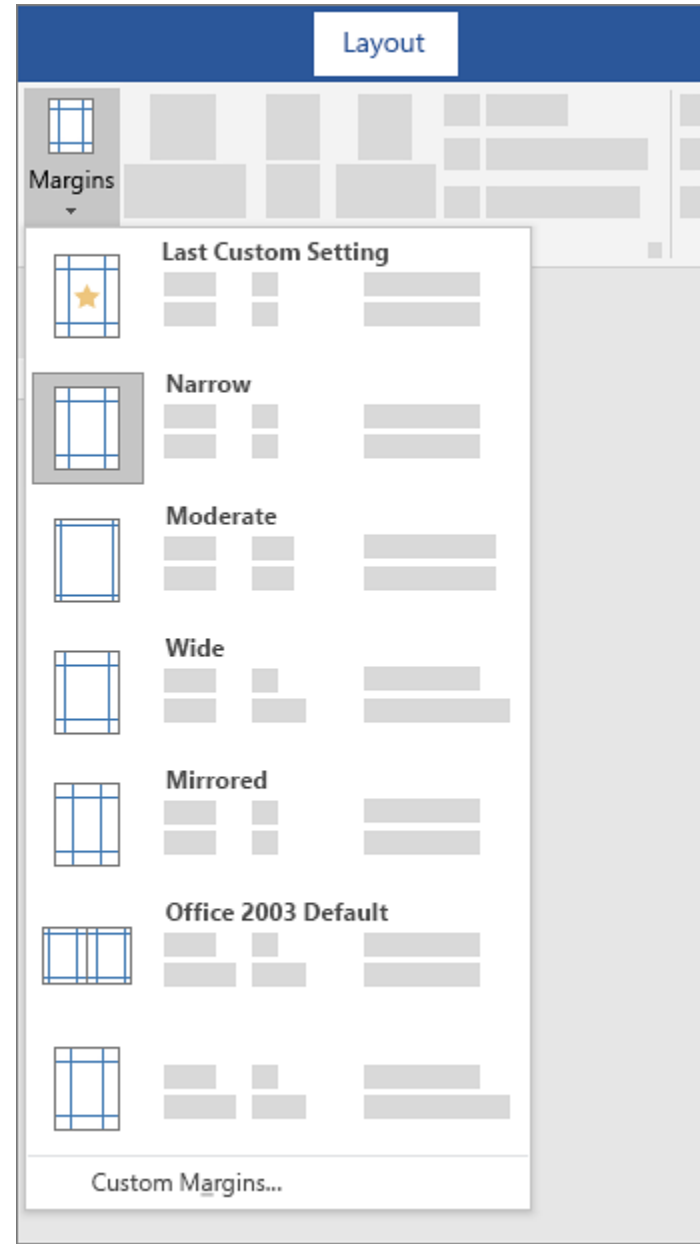 Layout
Margins
Last Custom Setting
Narrow
Moderate
Wide
Mirrored
Office 2003 Default
Custom Margins...